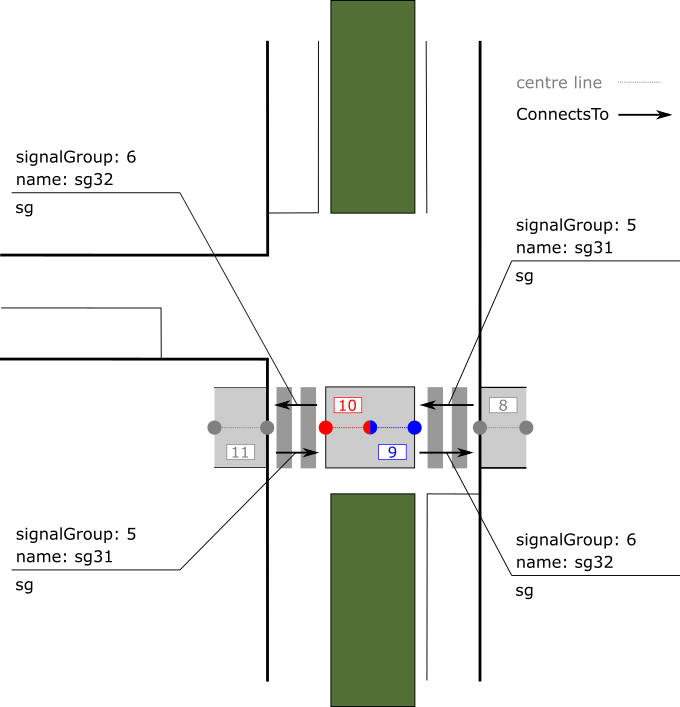 centre line
ConnectsTo
signalGroup: 6
name: sg32
sg
signalGroup: 5
name: sg31
sg
10
8
11
9
signalGroup: 5
name: sg31
sg
signalGroup: 6
name: sg32
sg